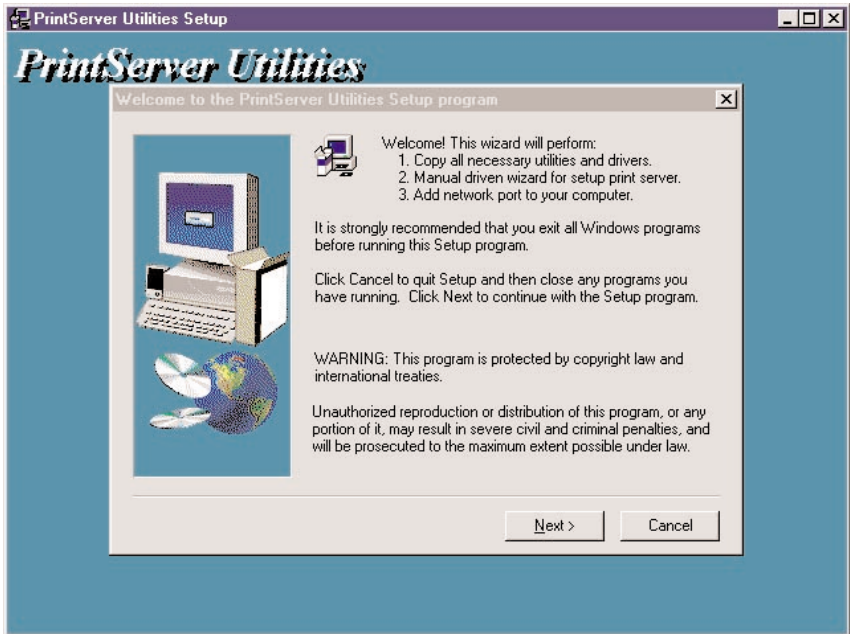 PrintServer Utilities Setup
PrintServer Utilities
Welcome to the PrintServer Utilities Setup program
Welcome! This wizard will perform:
1. Copy all necessary utilities and drivers.
2. Manual driven wizard for setup print server.
3. Add network port to your computer.
It is strongly recommended that you exit all Windows programs
before running this Setup program.
Click Cancel to quit Setup and then close any programs you
have running.  Click Next to continue with the Setup program.
WARNING: This program is protected by copyright law and
international treaties.
Unauthorized reproduction or distribution of this program, or any
portion of it, may result in severe civil and criminal penalties, and
will be prosecuted to the maximum extent possible under law.
Next >
Cancel